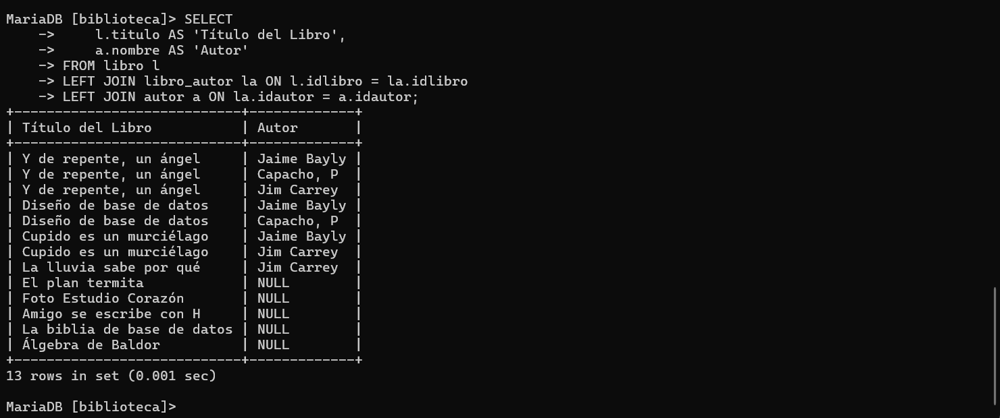 MariaDB [biblioteca]> SELECT
    ->     l.titulo AS 'Título del Libro',
    ->     a.nombre AS 'Autor'
    -> FROM libro l
    -> LEFT JOIN libro_autor la ON l.idlibro = la.idlibro
    -> LEFT JOIN autor a ON la.idautor = a.idautor;
+----------------------------+-------------+
| Título del Libro           | Autor       |
+----------------------------+-------------+
| Y de repente, un ángel     | Jaime Bayly |
| Y de repente, un ángel     | Capacho, P  |
| Y de repente, un ángel     | Jim Carrey  |
| Diseño de base de datos    | Jaime Bayly |
| Diseño de base de datos    | Capacho, P  |
| Cupido es un murciélago    | Jaime Bayly |
| Cupido es un murciélago    | Jim Carrey  |
| La lluvia sabe por qué     | Jim Carrey  |
| El plan termita            | NULL        |
| Foto Estudio Corazón       | NULL        |
| Amigo se escribe con H     | NULL        |
| La biblia de base de datos | NULL        |
| Álgebra de Baldor          | NULL        |
+----------------------------+-------------+
13 rows in set (0.001 sec)

MariaDB [biblioteca]>